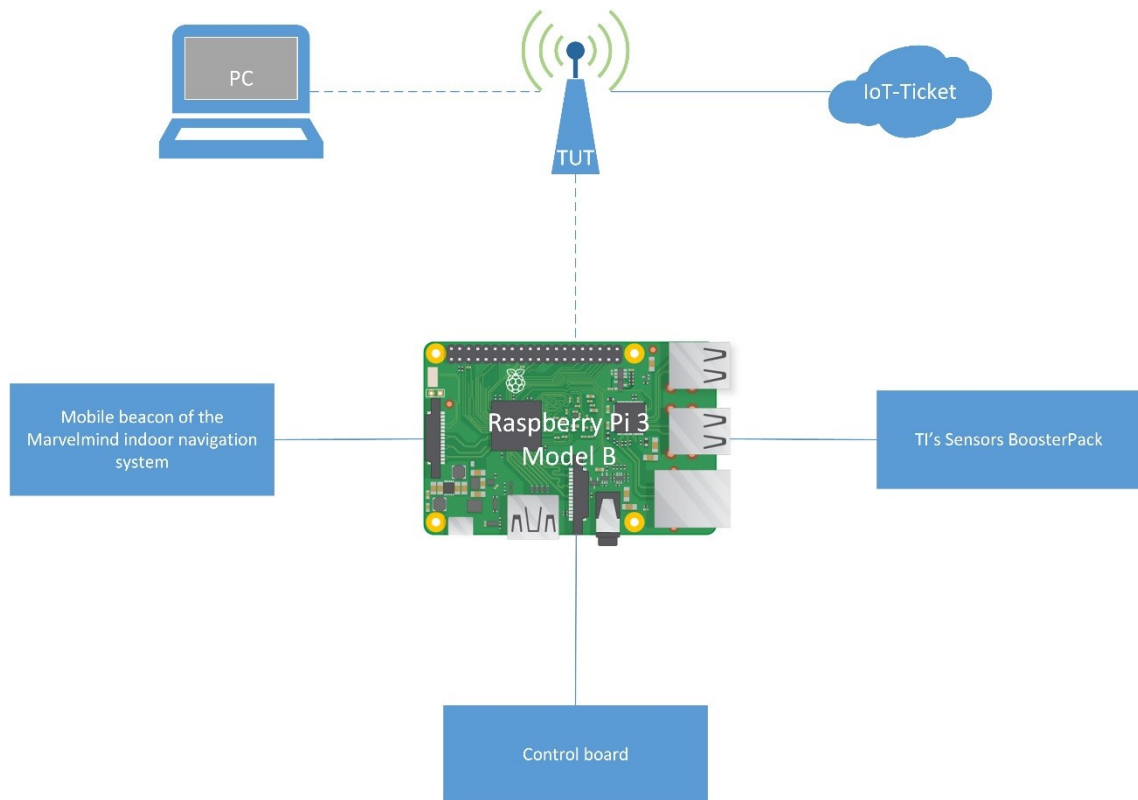 PC
IoT-Ticket
TUT
Mobile beacon of the
Marvelmind indoor navigation
system
Raspberry Pi 3
Model B
TI's Sensors BoosterPack
Control board